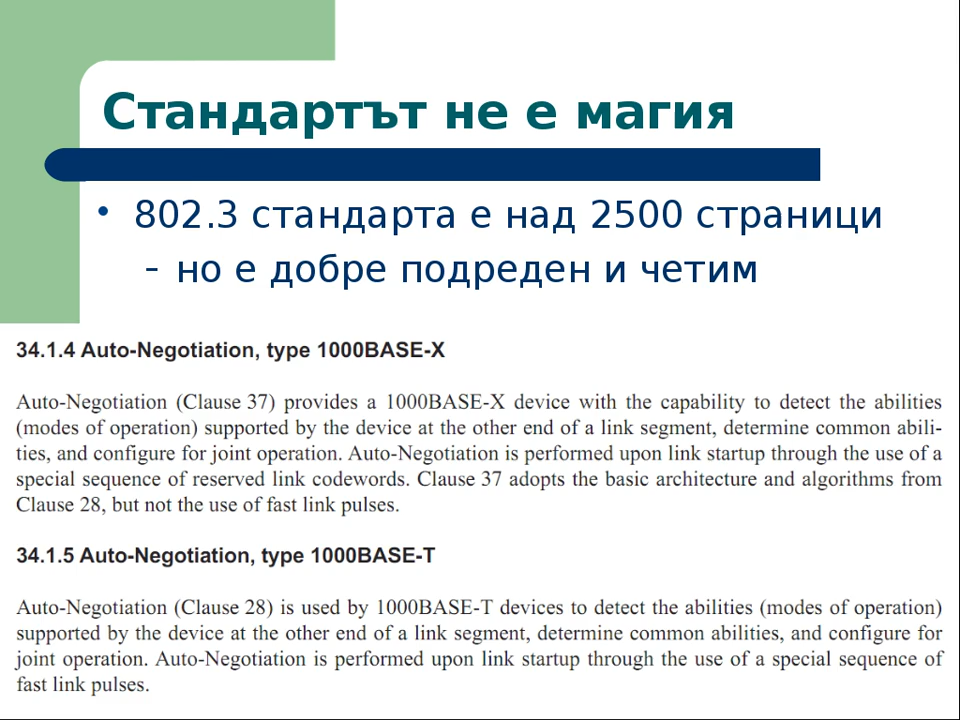 Стандартът не е магия
• 802.3 стандарта е над 2500 страници
- но е добре подреден и четим
34.1.4 Auto-Negotiation, type 1000BASE-X
Auto-Negotiation (Clause 37) provides a 1000BASE-X device with the capability to detect the abilities
(modes of operation) supported by the device at the other end of a link segment, determine common abili-
ties, and configure for joint operation. Auto-Negotiation is performed upon link startup through the use of a
special sequence of reserved link codewords. Clause 37 adopts the basic architecture and algorithms from
Clause 28, but not the use of fast link pulses.
34.1.5 Auto-Negotiation, type 1000BASE-T
Auto-Negotiation (Clause 28) is used by 1000BASE-T devices to detect the abilities (modes of operation)
supported by the device at the other end of a link segment, determine common abilities, and configure for
joint operation. Auto-Negotiation is performed upon link startup through the use of a special sequence of
fast link pulses.